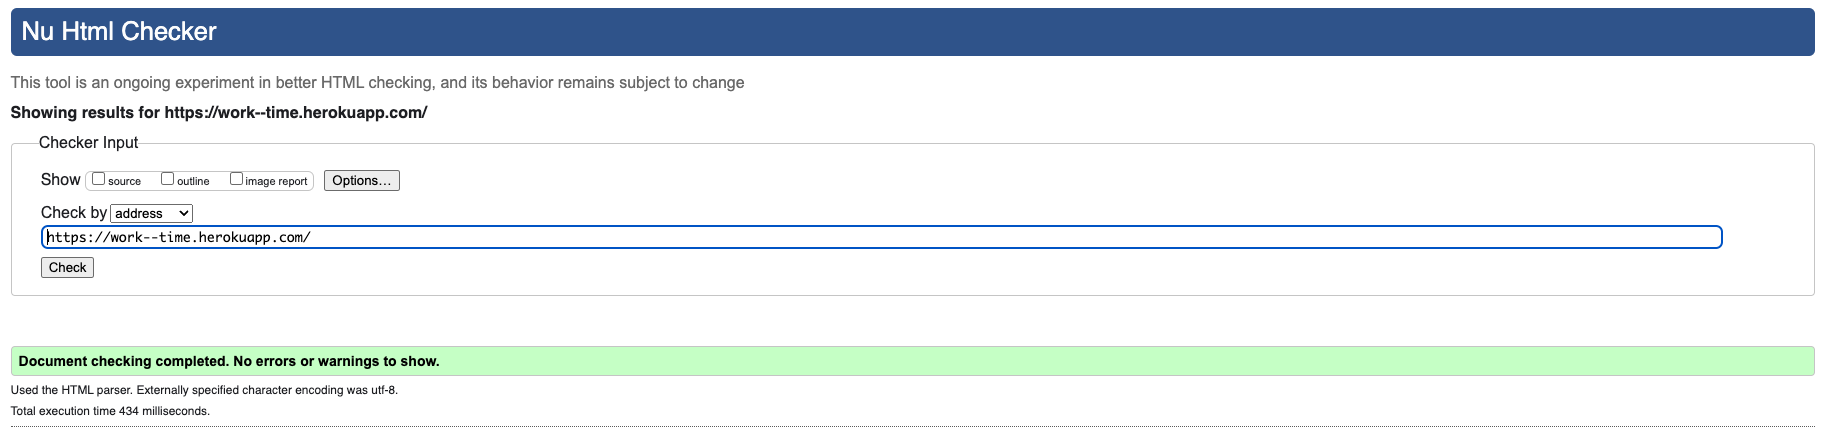 Nu Html Checker
This tool is an ongoing experiment in better HTML checking, and its behavior remains subject to change
Showing results for https://work--time.herokuapp.com/
Checker Input
Show source outline image report Options...
Check by address
https://work--time.herokuapp.com/
Check
Document checking completed. No errors or warnings to show.
Used the HTML parser. Externally specified character encoding was utf-8.
Total execution time 434 milliseconds.